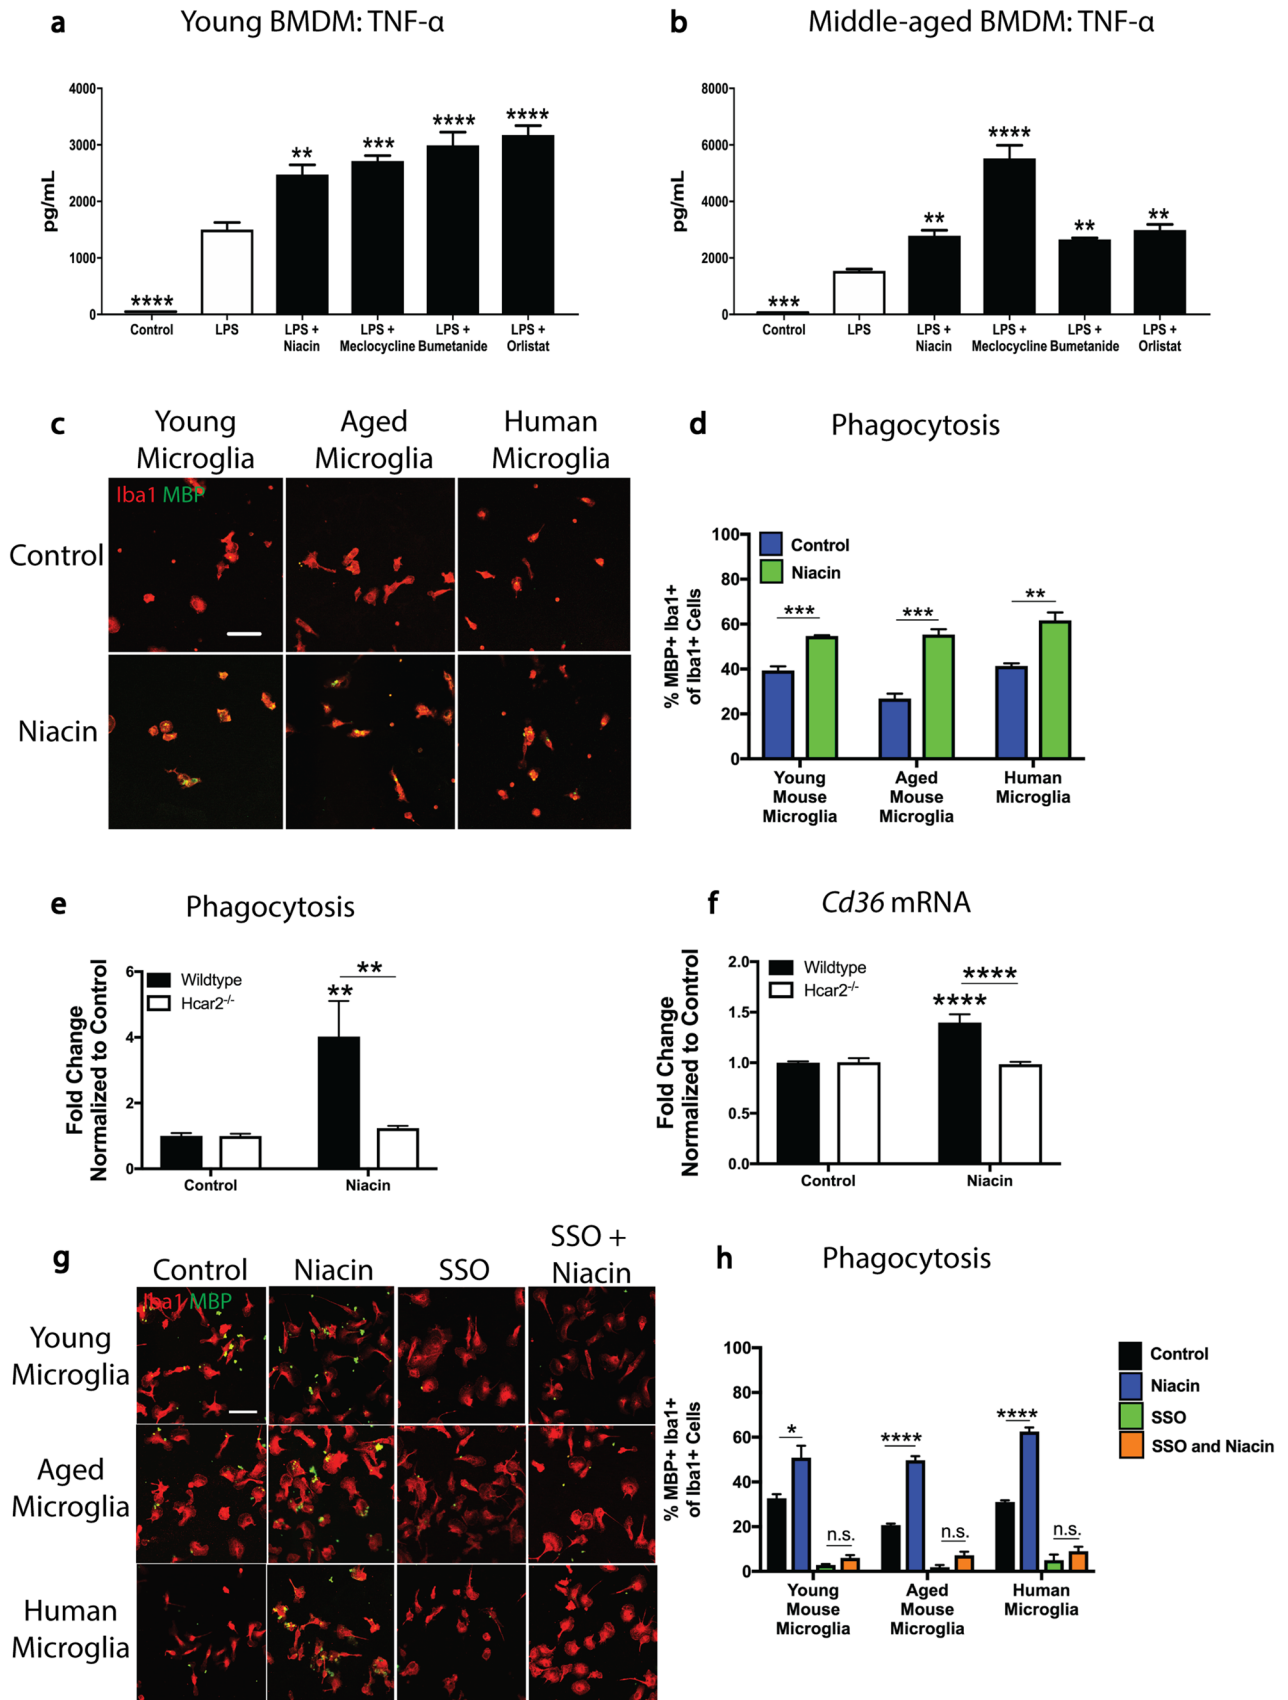 a
Young BMDM: TNF-α
4000
3000
2000
1000
0
pg/mL
****
**
***
****
****
Control
LPS
LPS +
Niacin
LPS +
Meclocycline
LPS +
Bumetanide
LPS +
Orlistat
b
Middle-aged BMDM: TNF-α
8000
6000
4000
2000
0
pg/mL
***
**
****
**
**
Control
LPS
LPS +
Niacin
LPS +
Meclocycline
LPS +
Bumetanide
LPS +
Orlistat
c
Young
Microglia
Aged
Microglia
Human
Microglia
Iba1 MBP
Control
Niacin
d
Phagocytosis
100
80
60
40
20
0
% MBP+ Iba1+
of Iba1+ Cells
Control
Niacin
***
***
**
Young
Mouse
Microglia
Aged
Mouse
Microglia
Human
Microglia
e
Phagocytosis
6
4
2
0
Fold Change
Normalized to Control
Wildtype
Hcar2-/-
**
**
Control
Niacin
f
Cd36 mRNA
2.0
1.5
1.0
0.5
0.0
Fold Change
Normalized to Control
Wildtype
Hcar2-/-
****
****
Control
Niacin
g
Control
Niacin
SSO
SSO +
Niacin
Iba1 MBP
Young
Microglia
Aged
Microglia
Human
Microglia
h
Phagocytosis
100
80
60
40
20
0
% MBP+ Iba1+
of Iba1+ Cells
*
n.s.
****
n.s.
****
n.s.
Young
Mouse
Microglia
Aged
Mouse
Microglia
Human
Microglia
Control
Niacin
SSO
SSO and Niacin